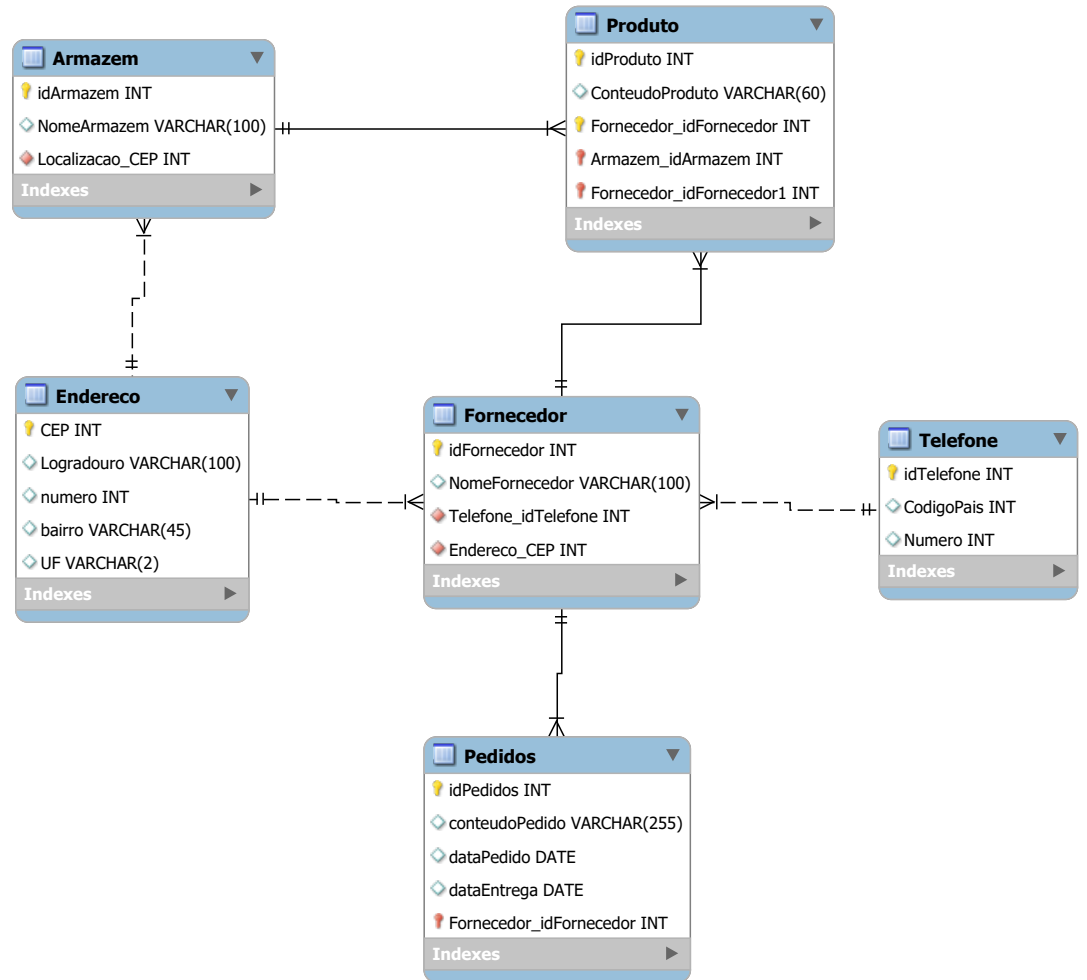 Armazem
idArmazem INT
NomeArmazem VARCHAR(100)
Localizacao_CEP INT
Indexes
Produto
idProduto INT
ConteudoProduto VARCHAR(60)
Fornecedor_idFornecedor INT
Armazem_idArmazem INT
Fornecedor_idFornecedor1 INT
Indexes
Endereco
CEP INT
Logradouro VARCHAR(100)
numero INT
bairro VARCHAR(45)
UF VARCHAR(2)
Indexes
Fornecedor
idFornecedor INT
NomeFornecedor VARCHAR(100)
Telefone_idTelefone INT
Endereco_CEP INT
Indexes
Telefone
idTelefone INT
CodigoPais INT
Numero INT
Indexes
Pedidos
idPedidos INT
conteudoPedido VARCHAR(255)
dataPedido DATE
dataEntrega DATE
Fornecedor_idFornecedor INT
Indexes